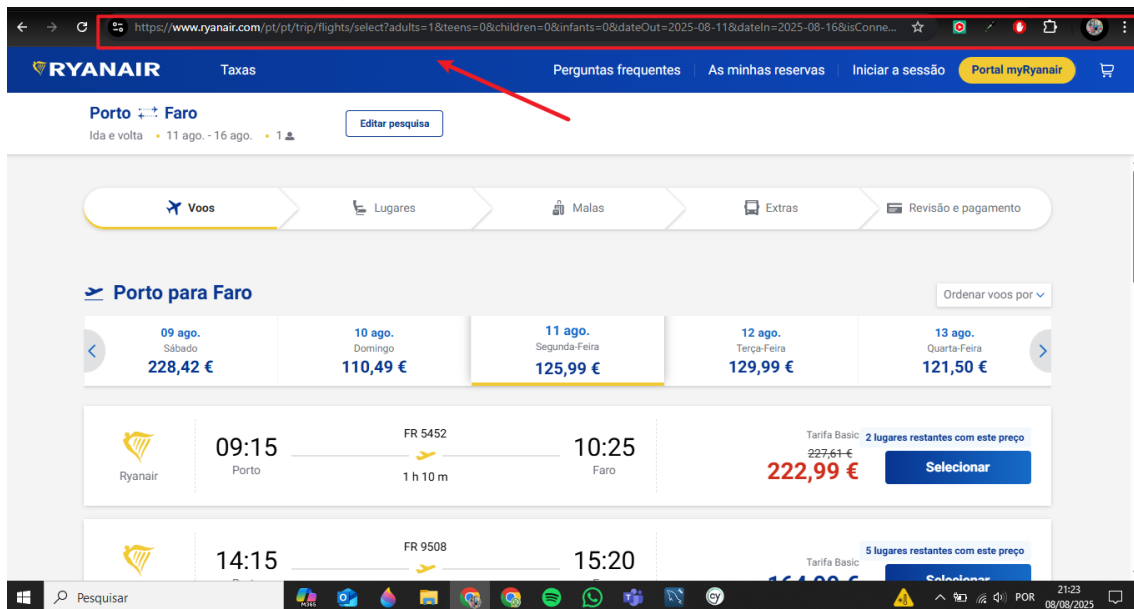 https://www.ryanair.com/pt/pt/trip/flights/select?adults=1&teens=0&children=0&infants=0&dateOut=2025-08-11&dateIn=2025-08-16&isConne...
RYANAIR Taxas Perguntas frequentes As minhas reservas Iniciar a sessão Portal myRyanair
Porto Faro
Ida e volta • 11 ago. - 16 ago. • 1
Editar pesquisa
Voos Lugares Malas Extras Revisão e pagamento
Porto para Faro
Ordenar voos por
09 ago. 10 ago. 11 ago. 12 ago. 13 ago.
Sábado Domingo Segunda-Feira Terça-Feira Quarta-Feira
228,42 € 110,49 € 125,99 € 129,99 € 121,50 €
Ryanair
09:15
Porto
FR 5452
1 h 10 m
10:25
Faro
Tarifa Basic
227,61 €
222,99 €
2 lugares restantes com este preço
Selecionar
14:15
FR 9508
15:20
Tarifa Basic
164,99 €
5 lugares restantes com este preço
Selecionar
Pesquisar
M365
cy
POR
21:23
08/08/2025